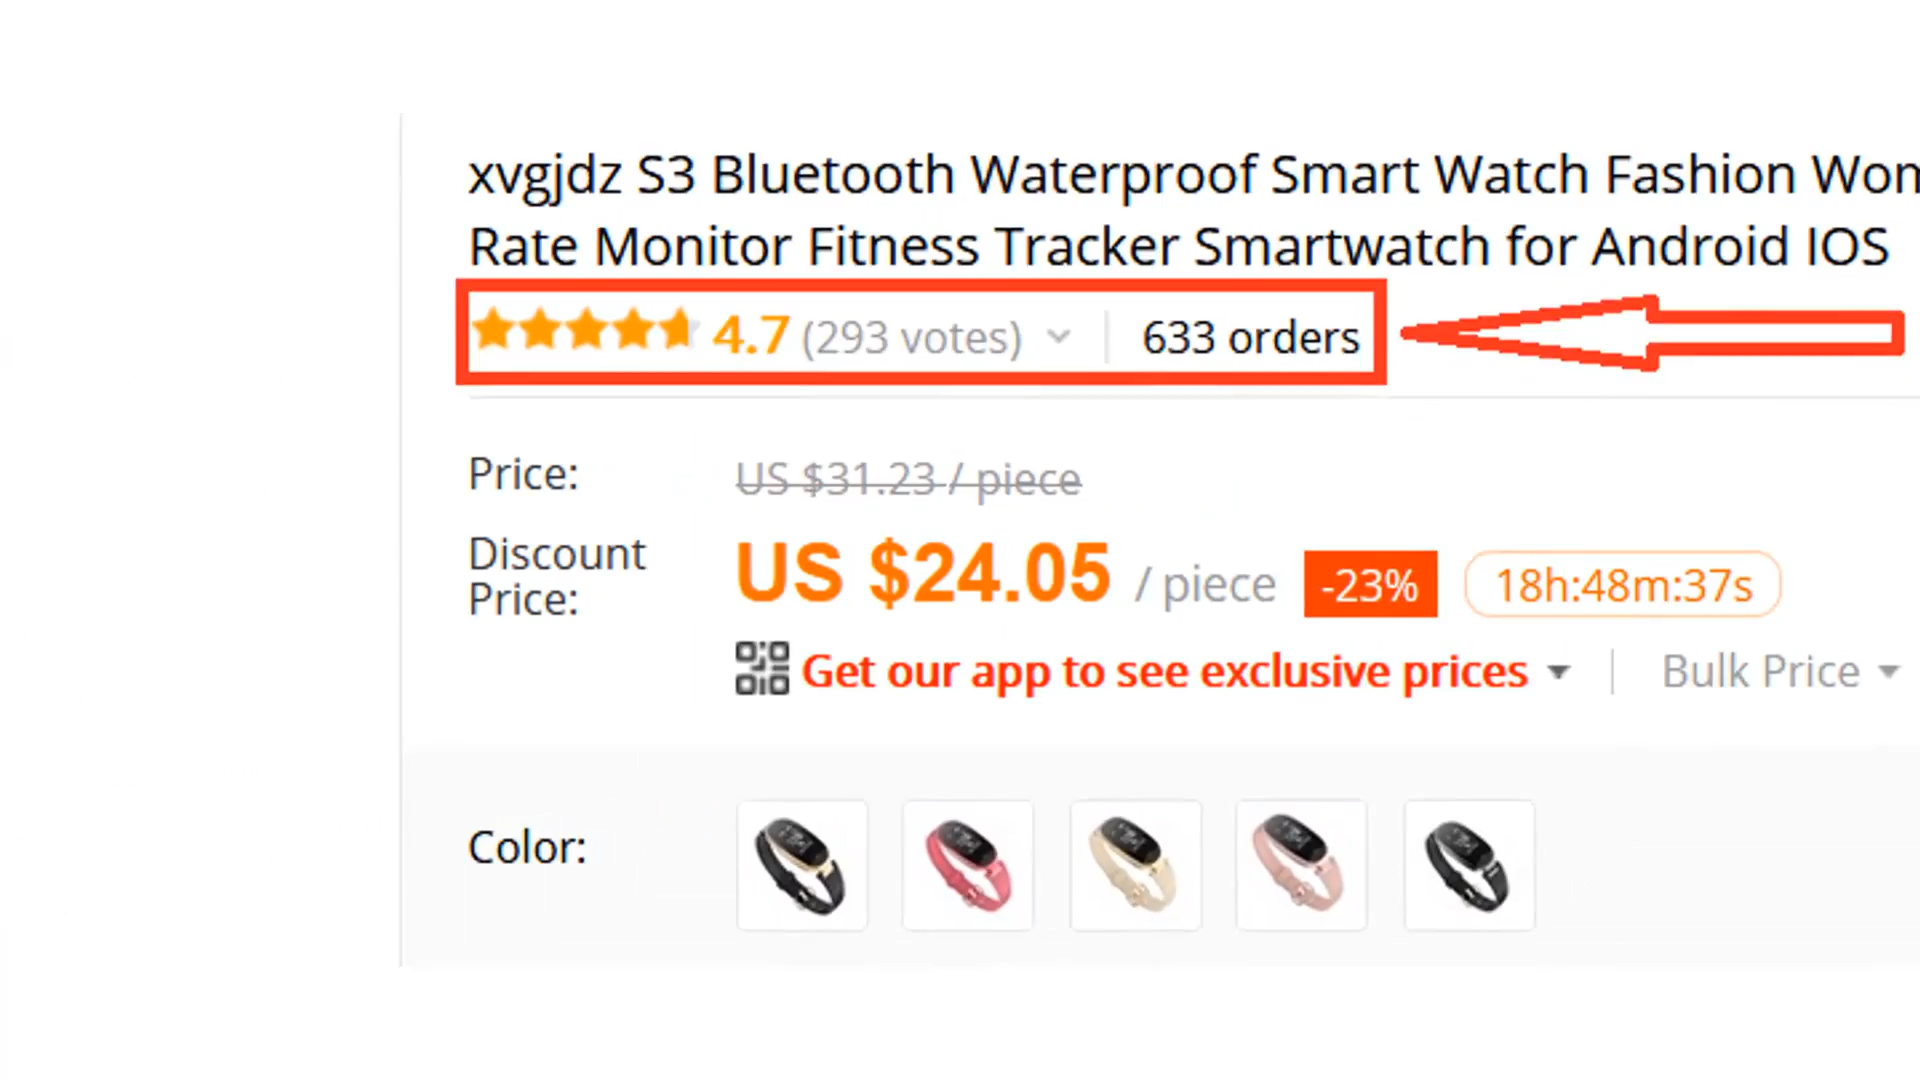 xvgjdz S3 Bluetooth Waterproof Smart Watch Fashion
Rate Monitor Fitness Tracker Smartwatch for Android IOS
4.7 (293 votes) 633 orders
Price: US $31.23 / piece
Discount Price: US $24.05 / piece -23% 18h:48m:37s
Get our app to see exclusive prices Bulk Price
Color: